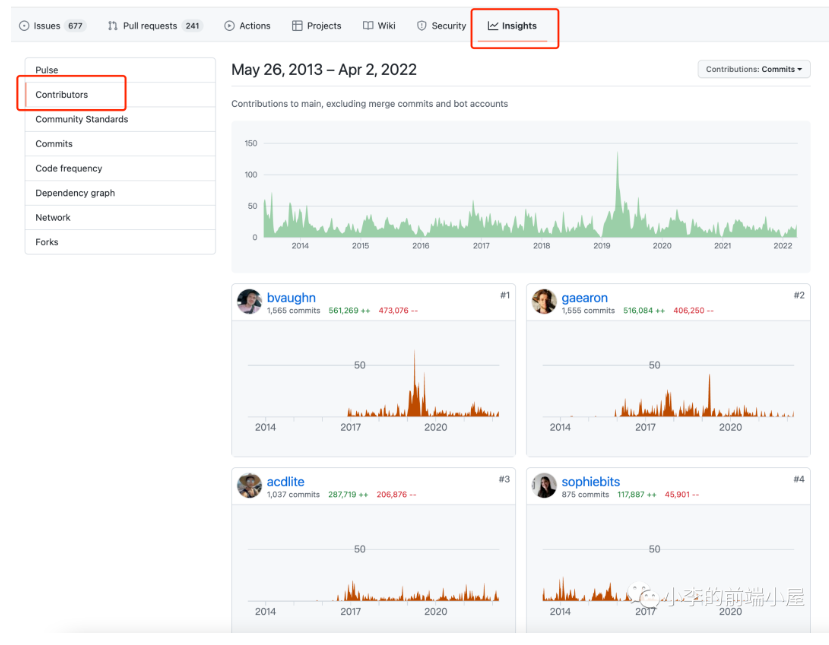 Issues 677 Pull requests 241 Actions Projects Wiki Security Insights
Pulse
Contributors
Community Standards
Commits
Code frequency
Dependency graph
Network
Forks
May 26, 2013 – Apr 2, 2022
Contributions: Commits
Contributions to main, excluding merge commits and bot accounts
150
100
50
0
2014 2015 2016 2017 2018 2019 2020 2021 2022
bvaughn #1
1,565 commits 561,269 ++ 473,076 --
50
2014 2017 2020
gaearon #2
1,555 commits 516,084 ++ 406,250 --
50
2014 2017 2020
acdlite #3
1,037 commits 287,719 ++ 206,876 --
50
2014 2017 2020
sophiebits #4
875 commits 117,887 ++ 45,901 --
50
2014 2017 2020
小李的前端小屋